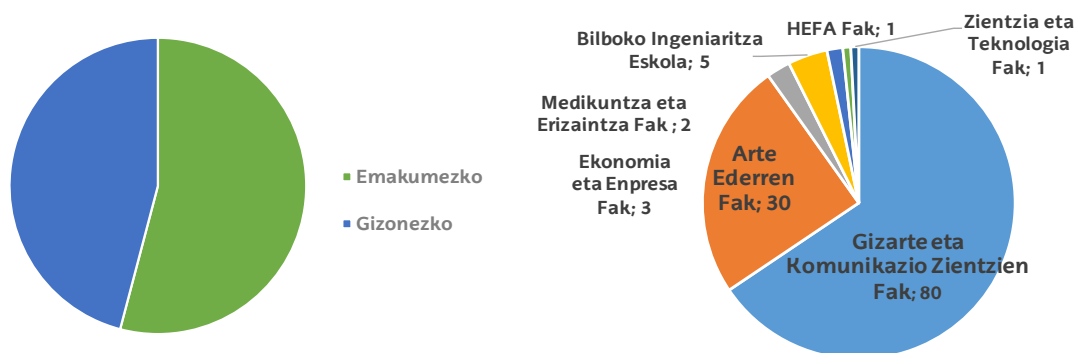 Emakumezko
Gizonezko
HEFA Fak; 1
Zientzia eta
Teknologia
Fak; 1
Bilboko Ingeniaritza
Eskola; 5
Medikuntza eta
Erizaintza Fak ; 2
Ekonomia
eta Enpresa
Fak; 3
Arte
Ederren
Fak; 30
Gizarte eta
Komunikazio Zientzien
Fak; 80